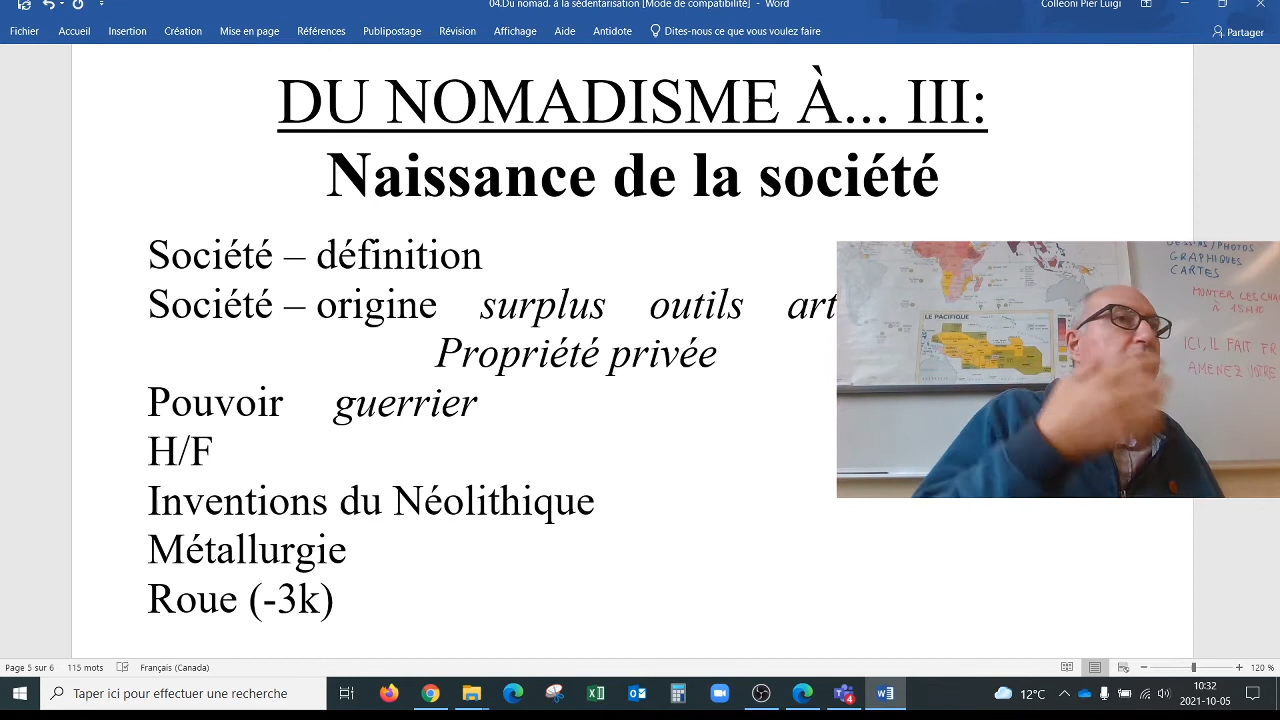 04.Du nomad. à la sédentarisation [Mode de compatibilité] - Word
Colleoni Pier Luigi
Fichier Accueil Insertion Création Mise en page Références Publipostage Révision Affichage Aide Antidote Dites-nous ce que vous voulez faire Partager
DU NOMADISME À... III:
Naissance de la société
Société – définition
Société – origine surplus outils art
Propriété privée
Pouvoir guerrier
H/F
Inventions du Néolithique
Métallurgie
Roue (-3k)
DESSINS/PHOTOS
GRAPHIQUES
CARTES
MONTER LES
À 15H10
ICI, IL FAIT
AMENEZ VOTRE
LE PACIFIQUE
Page 5 sur 6 115 mots Français (Canada) 120 %
Taper ici pour effectuer une recherche
4
12°C
10:32
2021-10-05